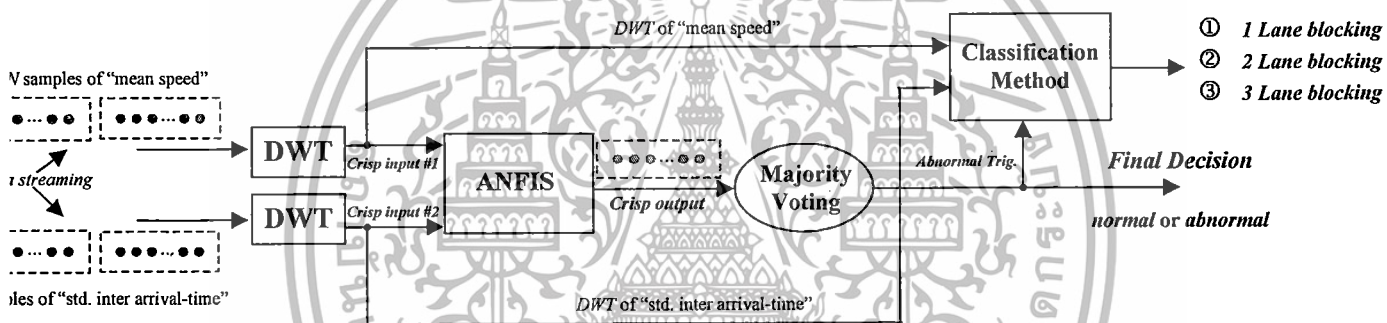 DWT of "mean speed"
Classification
Method
① 1 Lane blocking
② 2 Lane blocking
③ 3 Lane blocking
samples of "mean speed"
DWT
Crisp input #1
streaming
ANFIS
Crisp output
Majority
Voting
Abnormal Trig.
Final Decision
normal or abnormal
DWT
Crisp input #2
of "std. inter arrival-time"
DWT of "std. inter arrival-time"